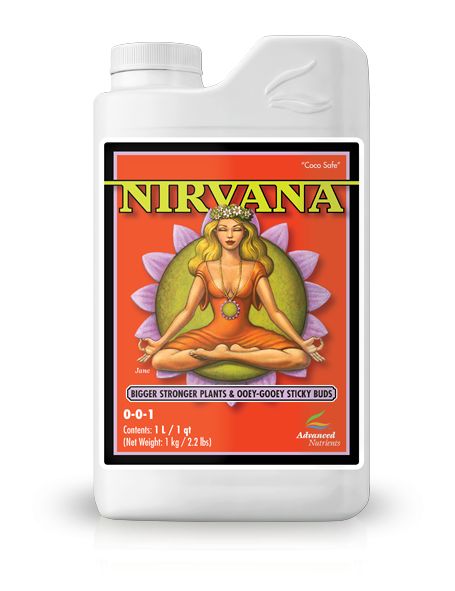 "Coco Safe"
NIRVANA
Jane
BIGGER STRONGER PLANTS & OOEY-GOOEY STICKY BUDS
0-0-1
Contents: 1 L / 1 qt
(Net Weight: 1 kg / 2.2 lbs)
Advanced
Nutrients